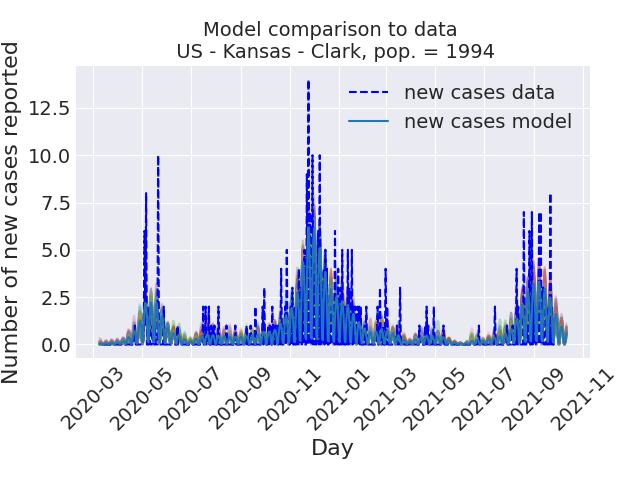 Model comparison to data
US - Kansas - Clark, pop. = 1994
Number of new cases reported
12.5
10.0
7.5
5.0
2.5
0.0
new cases data
new cases model
2020-03
2020-05
2020-07
2020-09
2020-11
2021-01
2021-03
2021-05
2021-07
2021-09
2021-11
Day